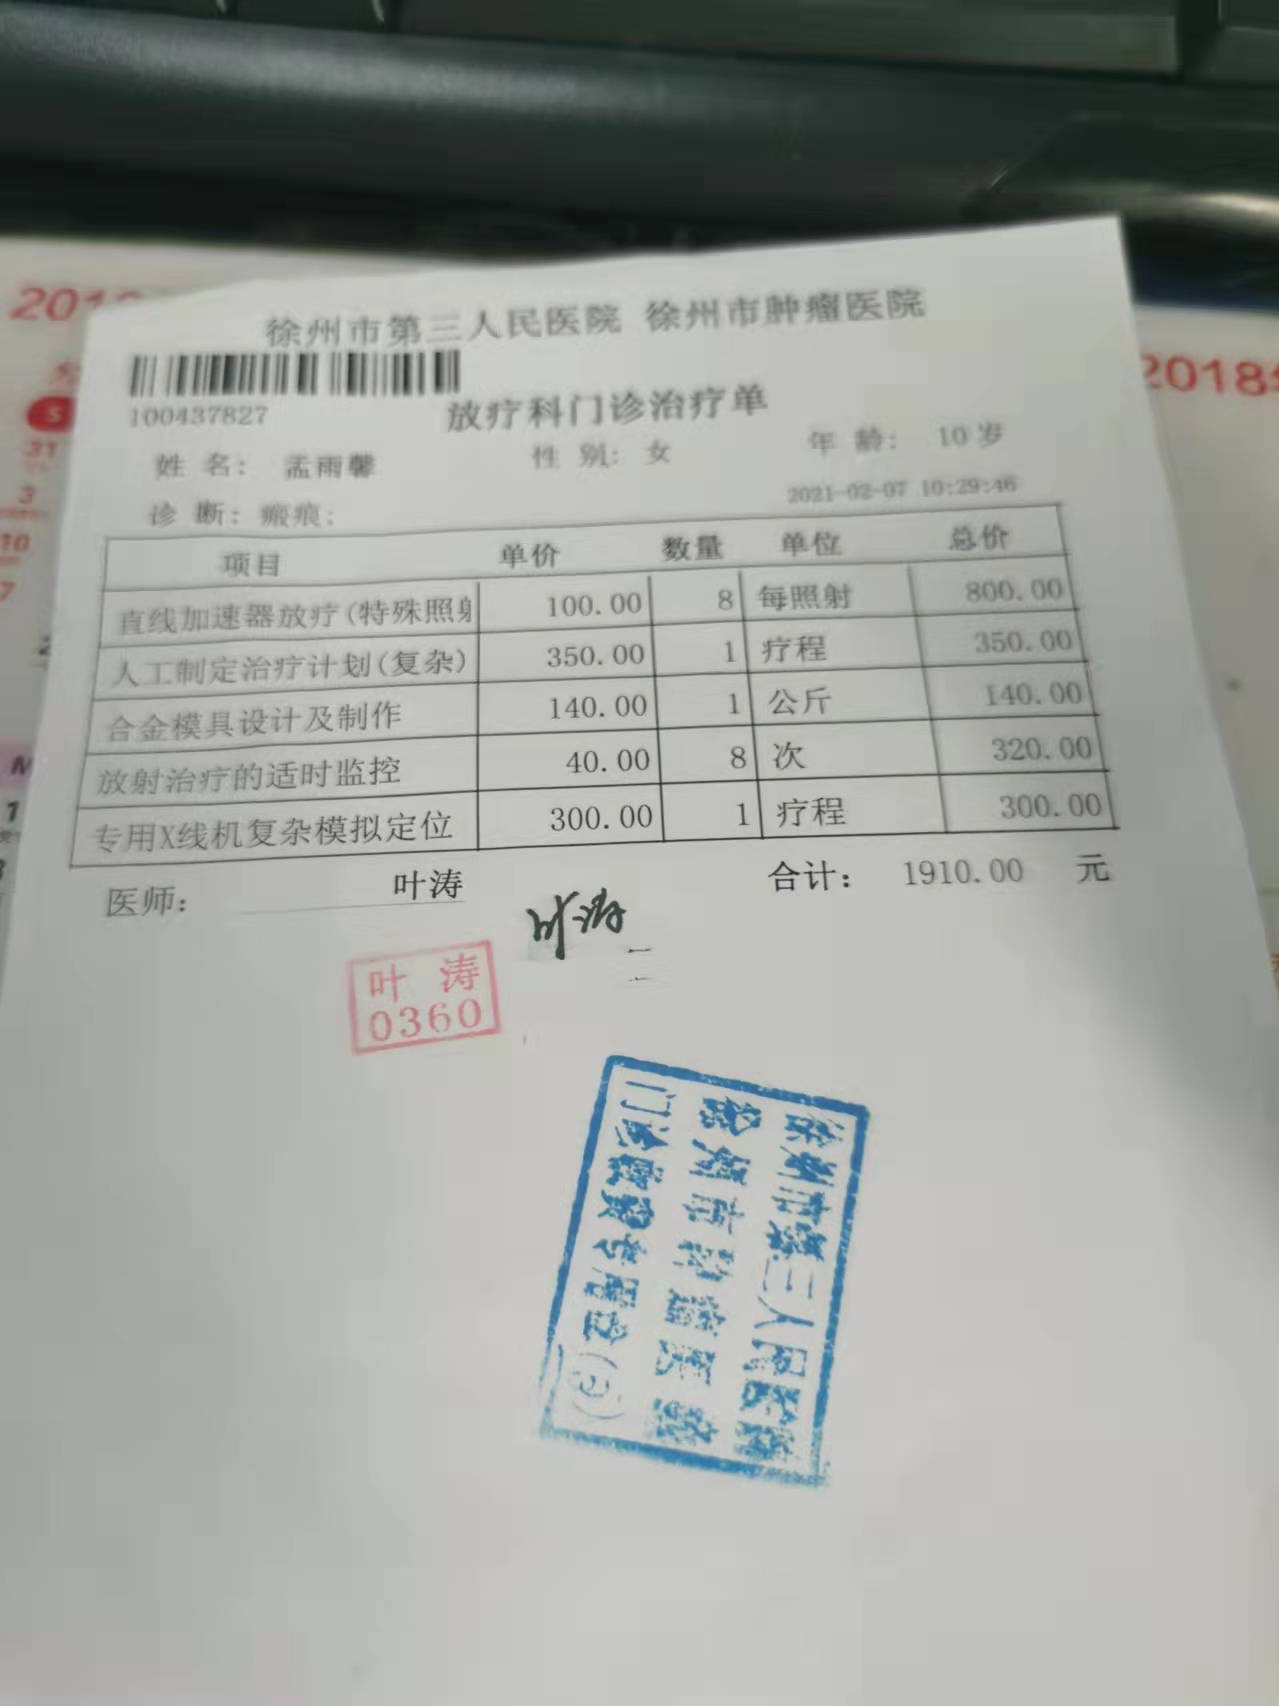 徐州市第三人民医院 徐州市肿瘤医院
100437827
放疗科门诊治疗单
姓 名: 孟雨馨 性 别: 女 年 龄: 10 岁
诊 断: 瘢痕; 2021-02-07 10:29:46
项目 单价 数量 单位 总价
直线加速器放疗(特殊照射 100.00 8 每照射 800.00
人工制定治疗计划(复杂) 350.00 1 疗程 350.00
合金模具设计及制作 140.00 1 公斤 140.00
放射治疗的适时监控 40.00 8 次 320.00
专用X线机复杂模拟定位 300.00 1 疗程 300.00
医师: 叶涛 合计: 1910.00 元
叶涛
叶 涛
0360
徐州市第三人民医院
徐州市肿瘤医院
门诊收费专用章
2018
5
31
3
10
7
M
1